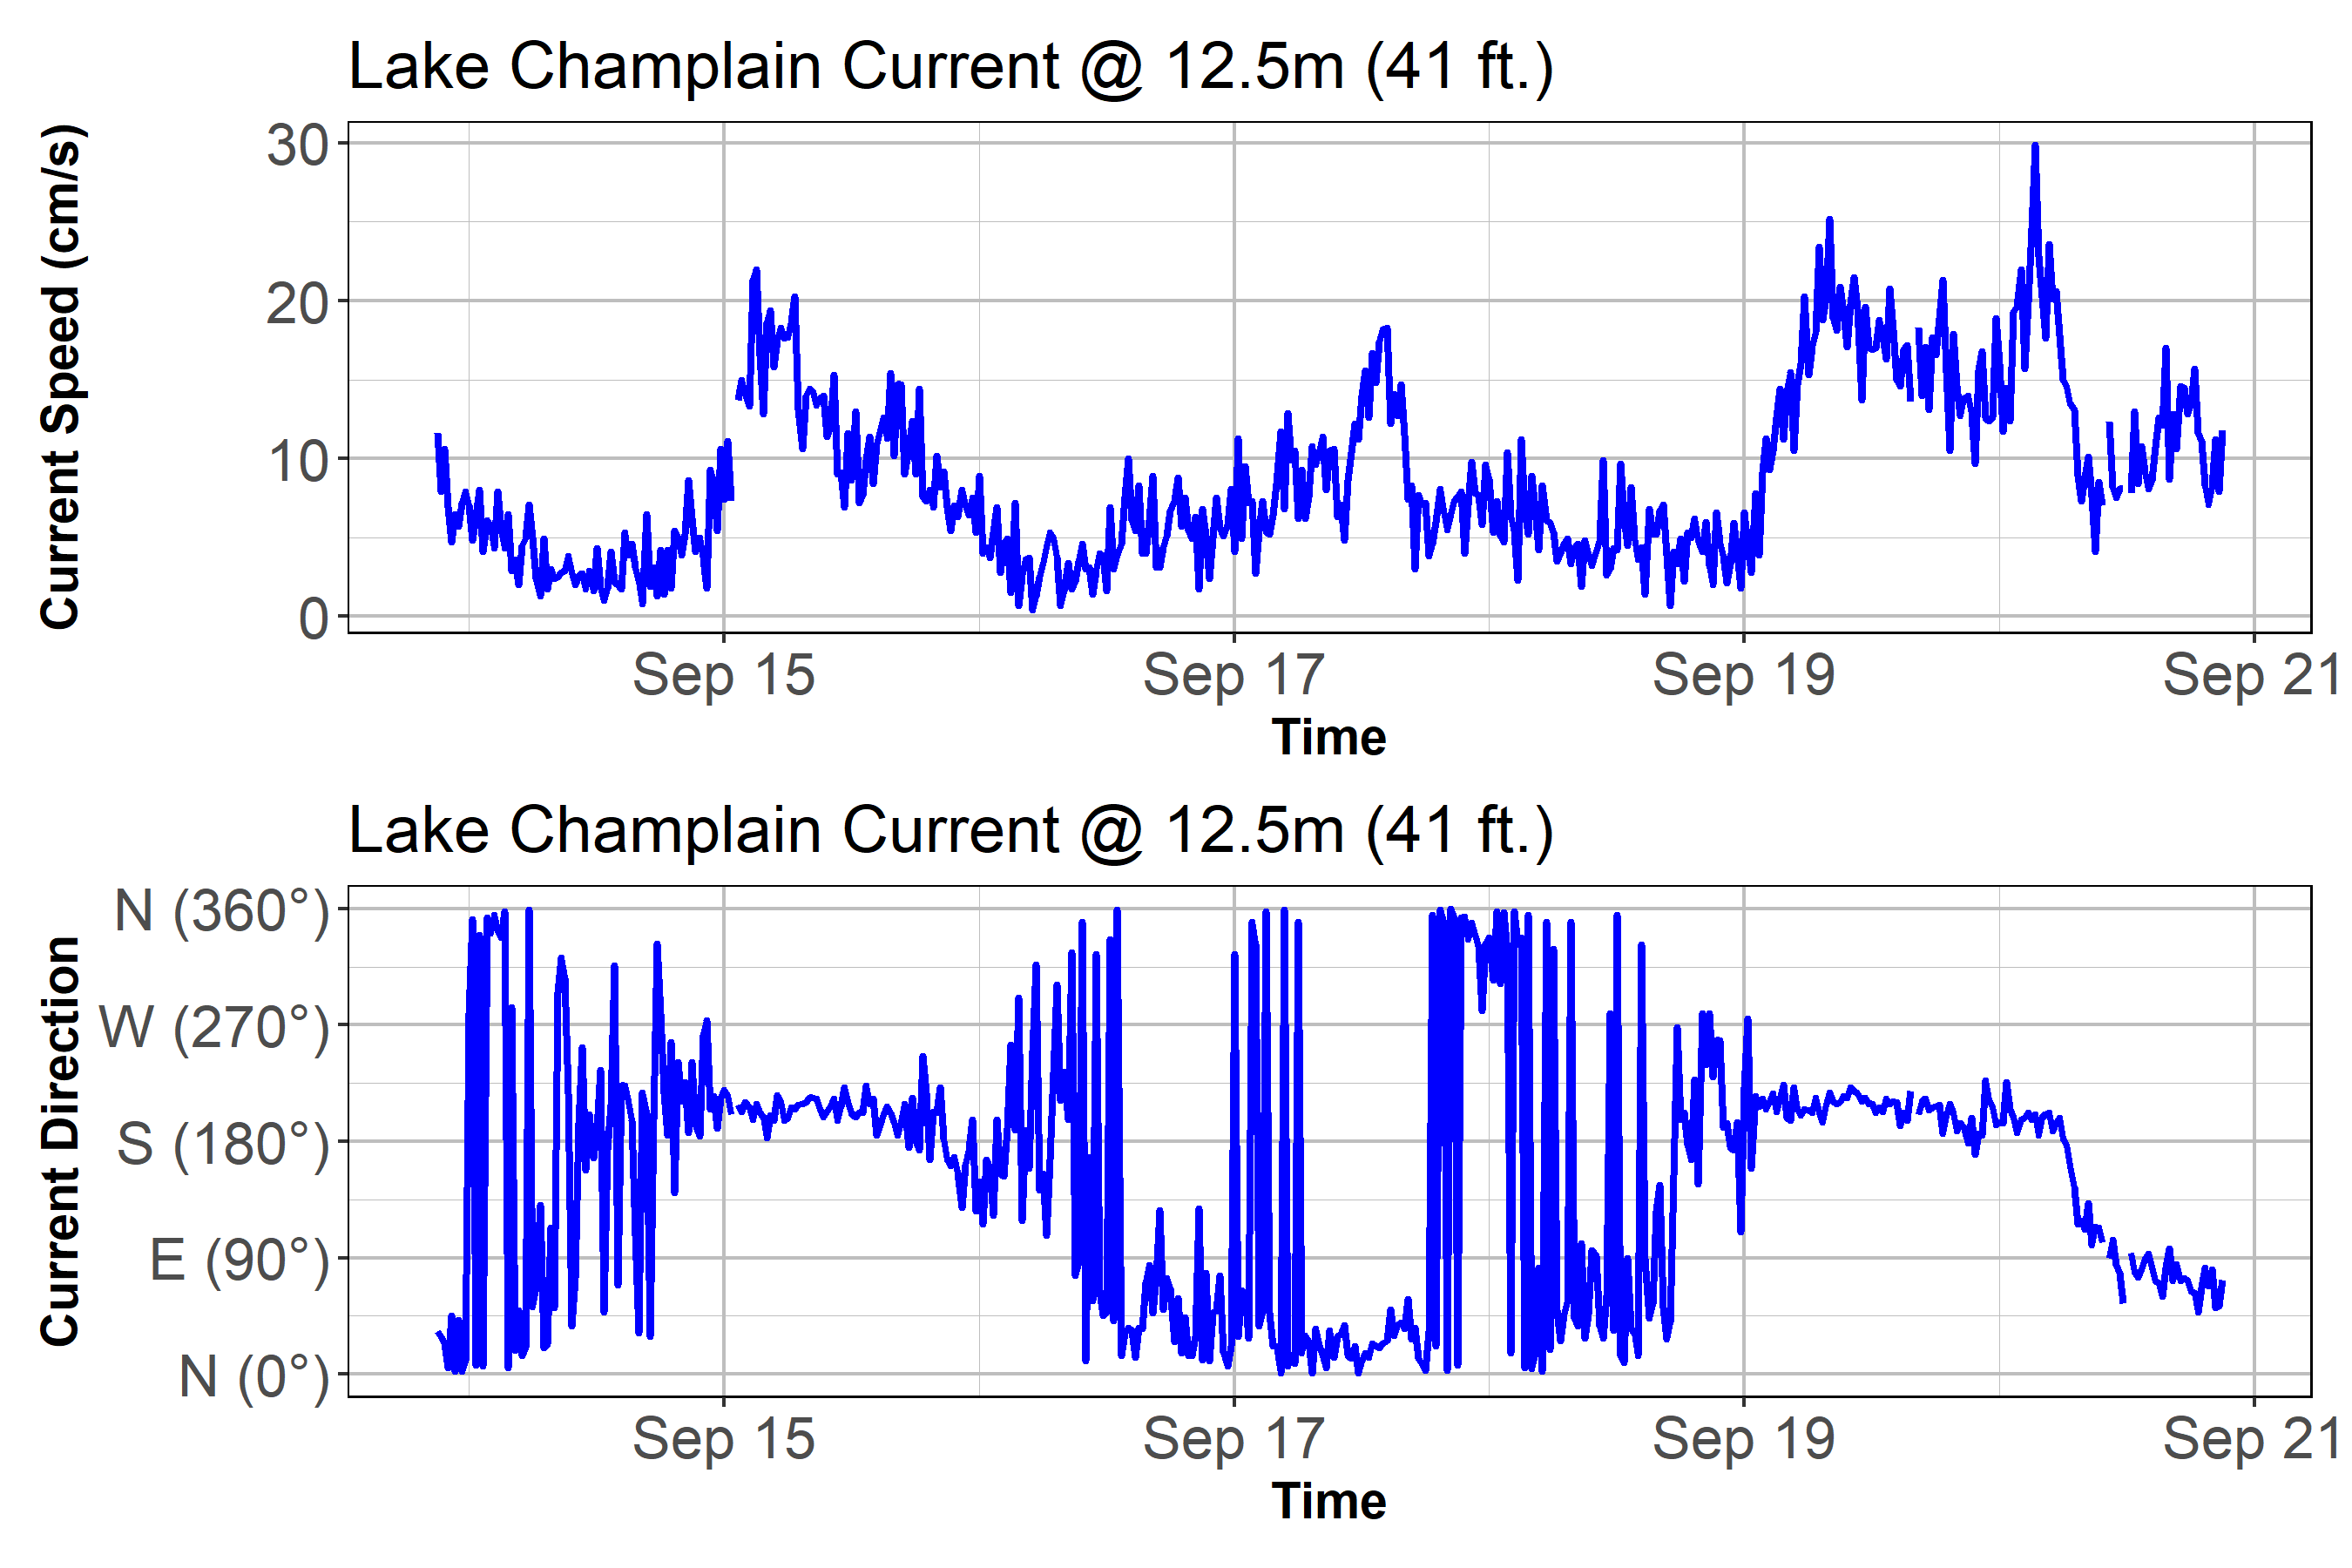 Lake Champlain Current @ 12.5m (41 ft.)
Current Speed (cm/s)
30
20
10
0
Sep 15 Sep 17 Sep 19 Sep 21
Time
Lake Champlain Current @ 12.5m (41 ft.)
Current Direction
N (360°)
W (270°)
S (180°)
E (90°)
N (0°)
Sep 15 Sep 17 Sep 19 Sep 21
Time